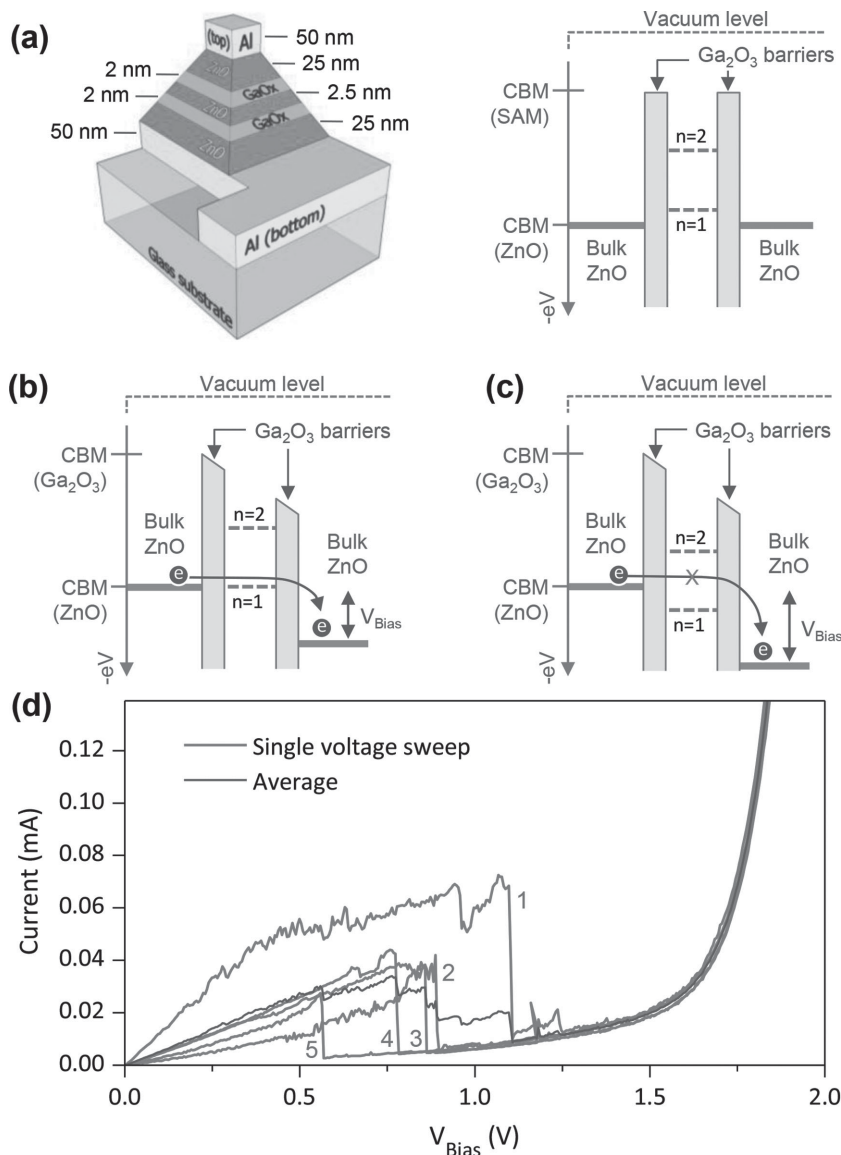 (a)
(top) Al
50 nm
ZnO
25 nm
2 nm
GaOx
2.5 nm
2 nm
ZnO
GaOx
25 nm
50 nm
ZnO
Al (bottom)
Glass substrate
Vacuum level
Ga₂O₃ barriers
CBM
(SAM)
n=2
CBM
(ZnO)
n=1
Bulk
ZnO
Bulk
ZnO
-eV
(b)
Vacuum level
Ga₂O₃ barriers
CBM
(Ga₂O₃)
Bulk
ZnO
n=2
Bulk
ZnO
e
CBM
(ZnO)
n=1
e
V_Bias
-eV
(c)
Vacuum level
Ga₂O₃ barriers
CBM
(Ga₂O₃)
Bulk
ZnO
n=2
Bulk
ZnO
e
X
CBM
(ZnO)
n=1
e
V_Bias
-eV
(d)
Single voltage sweep
Average
Current (mA)
0.12
0.10
0.08
0.06
0.04
0.02
0.00
1
2
3
4
5
0.0
0.5
1.0
1.5
2.0
V_Bias (V)